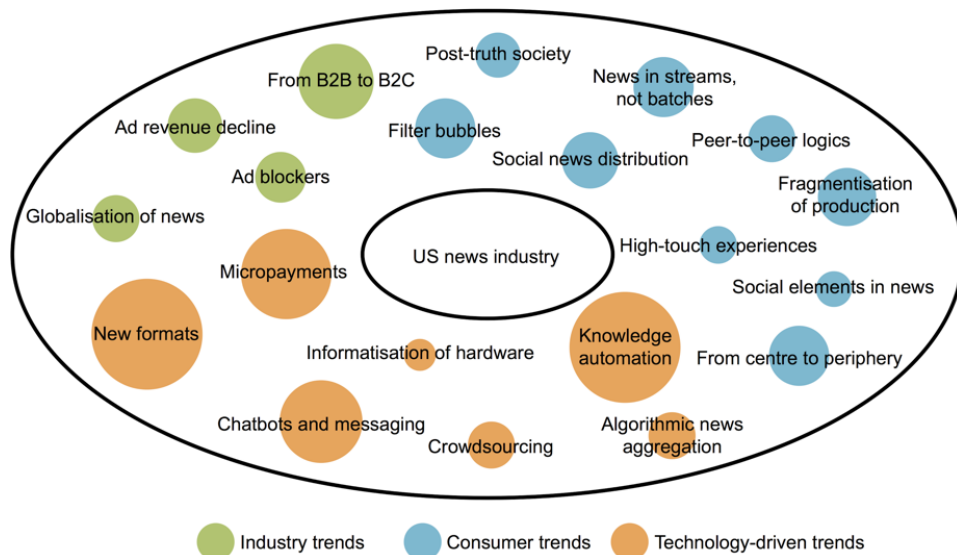 Post-truth society
From B2B to B2C
News in streams,
not batches
Ad revenue decline
Filter bubbles
Peer-to-peer logics
Social news distribution
Ad blockers
Fragmentisation
of production
Globalisation of news
High-touch experiences
US news industry
Micropayments
Social elements in news
New formats
Knowledge
automation
Informatisation of hardware
From centre to periphery
Chatbots and messaging
Crowdsourcing
Algorithmic news
aggregation
Industry trends
Consumer trends
Technology-driven trends